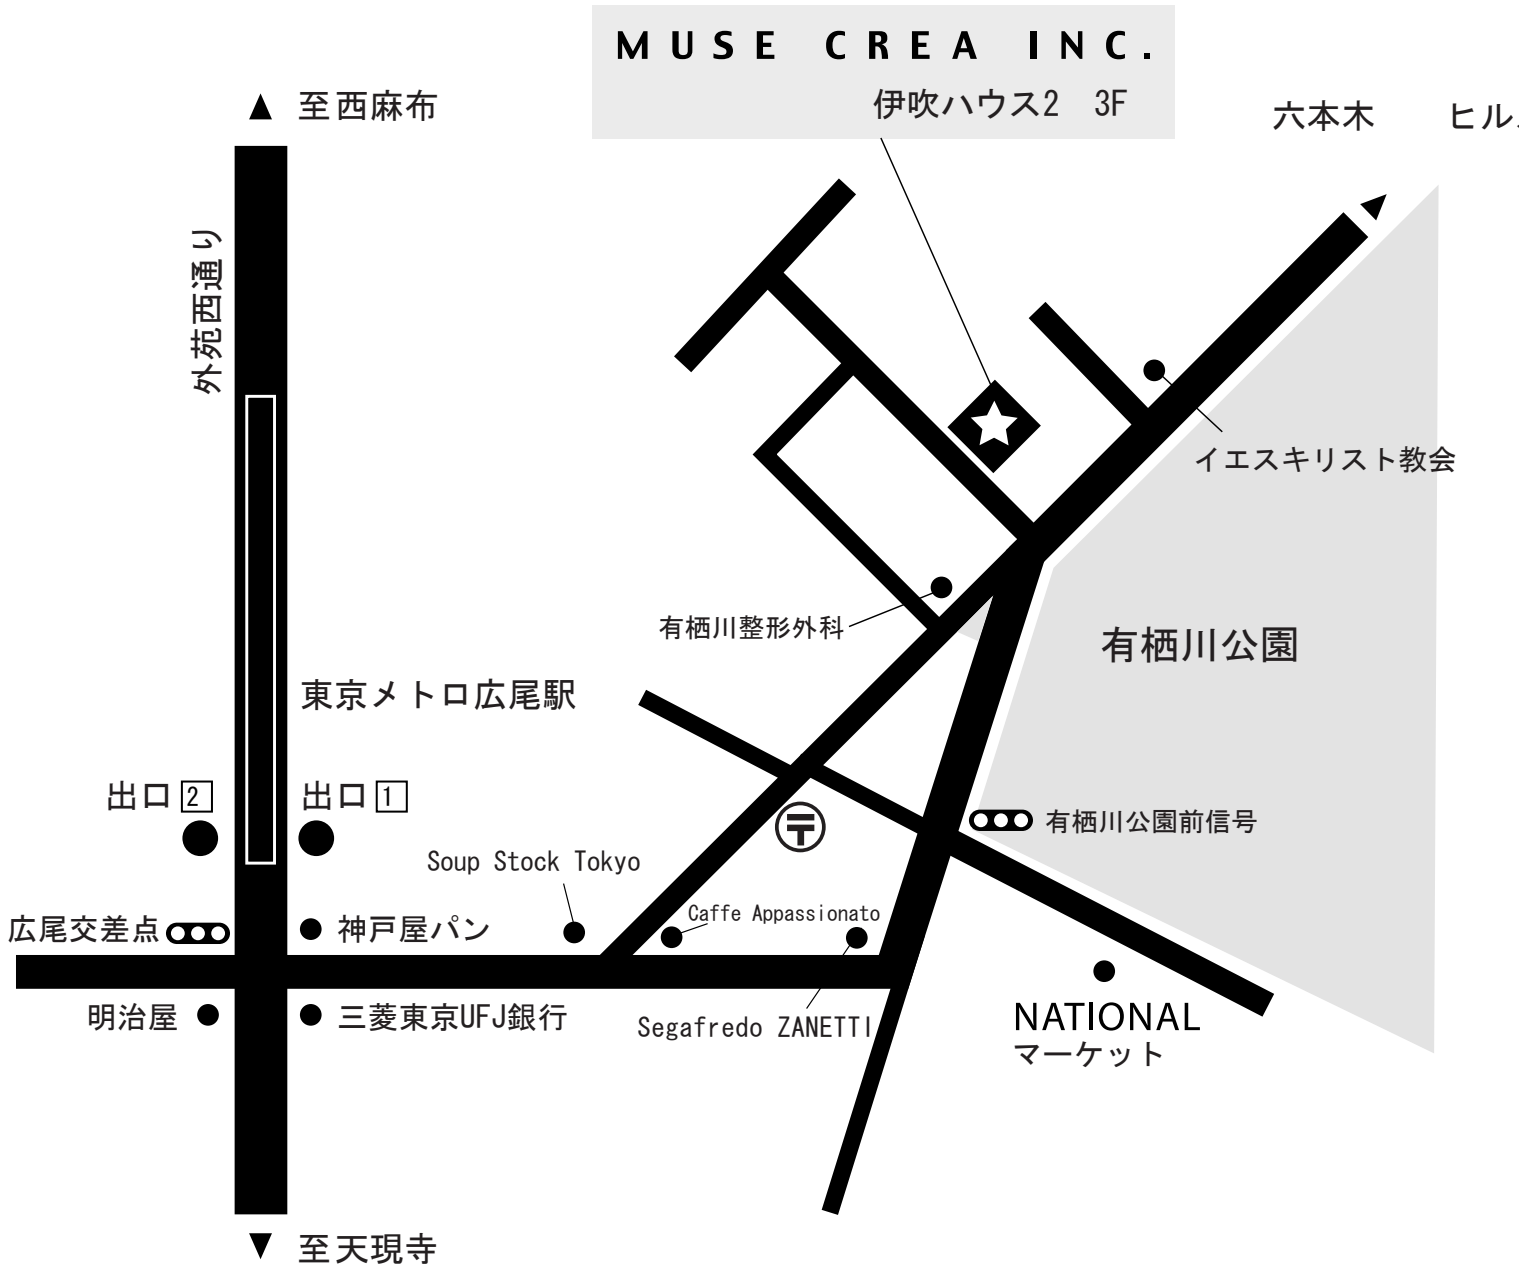 MUSE CREA INC.
伊吹ハウス2 3F
至西麻布
六本木 ヒル
外苑西通り
イエスキリスト教会
有栖川整形外科
有栖川公園
東京メトロ広尾駅
出口2
出口1
〒
有栖川公園前信号
Soup Stock Tokyo
Caffe Appassionato
広尾交差点
神戸屋パン
明治屋
三菱東京UFJ銀行
Segafredo ZANETTI
NATIONAL
マーケット
至天現寺